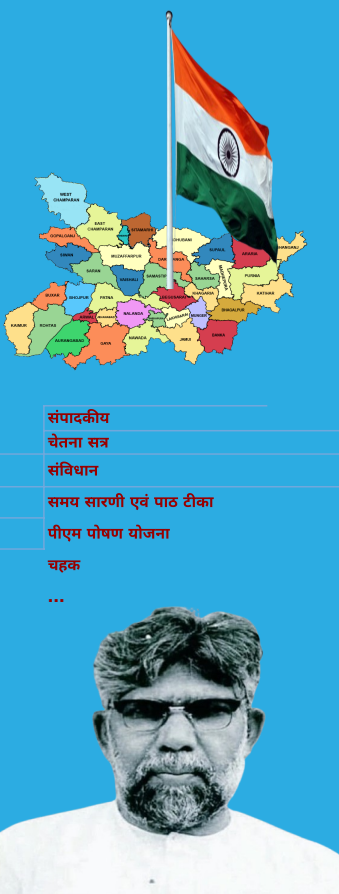 WEST
CHAMPARAN
EAST
CHAMPARAN
SITAMARHI
GOPALGANJ
SIWAN
SARAN
MUZAFFARPUR
SUPAUL
ARARIA
PURNIA
KATIHAR
SAHARSA
SAMASTIPUR
VAISHALI
BUXAR
BHOJPUR
PATNA
BEGUSARAI
KHAGARIA
BHAGALPUR
KAIMUR
ROHTAS
NALANDA
MUNGER
AURANGABAD
GAYA
NAWADA
JAMUI
BANKA
संपादकीय
चेतना सत्र
संविधान
समय सारणी एवं पाठ टीका
पीएम पोषण योजना
चहक
...